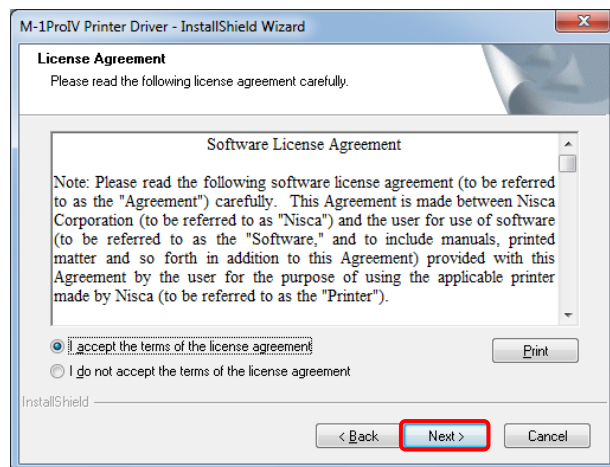 M-1ProIV Printer Driver - InstallShield Wizard
License Agreement
Please read the following license agreement carefully.
Software License Agreement
Note: Please read the following software license agreement (to be referred
to as the "Agreement") carefully. This Agreement is made between Nisca
Corporation (to be referred to as "Nisca") and the user for use of software
(to be referred to as the "Software," and to include manuals, printed
matter and so forth in addition to this Agreement) provided with this
Agreement by the user for the purpose of using the applicable printer
made by Nisca (to be referred to as the "Printer").
I accept the terms of the license agreement
Print
I do not accept the terms of the license agreement
InstallShield
< Back Next > Cancel